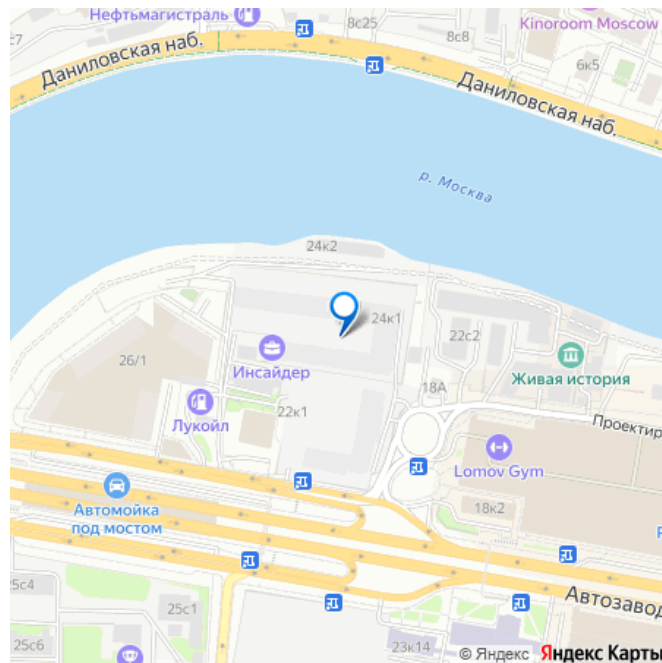 Нефтьмагистраль
8с25
8с8
Kinoroom Moscow
с7
6к5
Даниловская наб.
Даниловская наб.
р. Москва
24к2
24к1
22с2
26/1
Инсайдер
Живая история
18А
Лукойл
22к1
Проектир
Lomov Gym
Автомойка
под мостом
18к2
25с4
25с1
Автозавод
25с6
23к14
© Яндекс Яндекс Карты